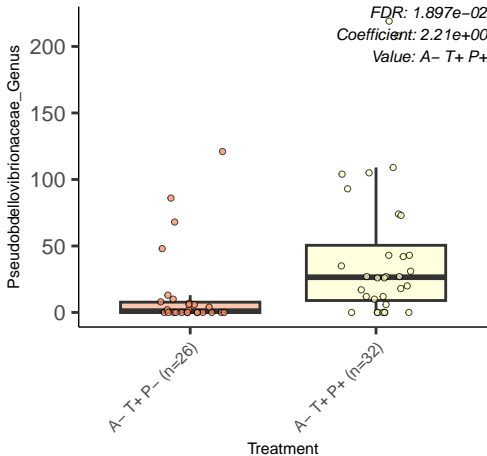 FDR: 1.897e−02
Coefficient: 2.21e+00
Value: A− T+ P+
Pseudobdellovibrionaceae_Genus
200
150
100
50
0
A− T+ P− (n=26)
A− T+ P+ (n=32)
Treatment